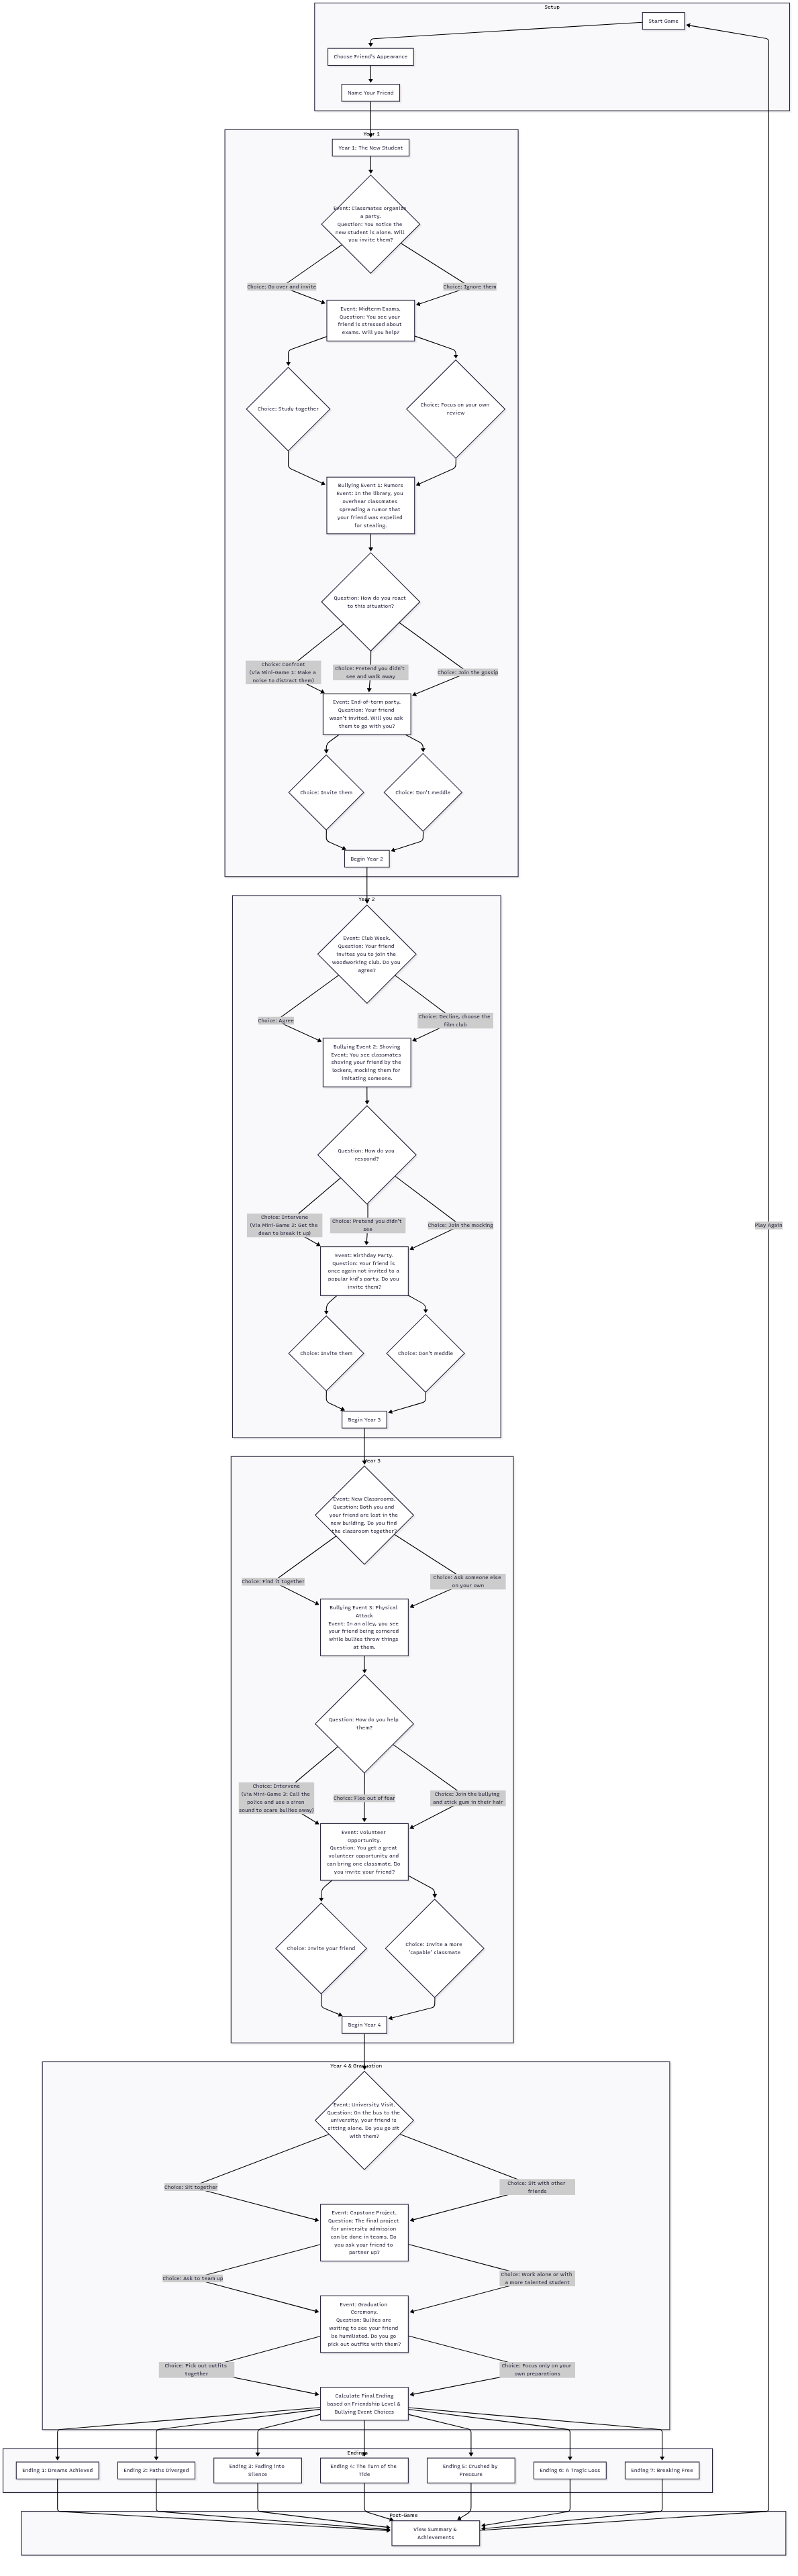 Setup
Start Game
Choose Friend's Appearance
Name Your Friend
Year 1
Year 1: The New Student
Event: Classmates organize
a party.
Question: You notice the
new student is alone. Will
you invite them?
Choice: Go over and invite
Choice: Ignore them
Event: Midterm Exams.
Question: You see your
friend is stressed about
exams. Will you help?
Choice: Study together
Choice: Focus on your own
review
Bullying Event 1: Rumors
Event: In the library, you
overhear classmates
spreading a rumor that
your friend was expelled
for stealing.
Question: How do you react
to this situation?
Choice: Confront
(Via Mini-Game 1: Make a
noise to distract them)
Choice: Pretend you didn't
see and walk away
Choice: Join the gossip
Event: End-of-term party.
Question: Your friend
wasn't invited. Will you ask
them to go with you?
Choice: Invite them
Choice: Don't meddle
Begin Year 2
Year 2
Event: Club Week.
Question: Your friend
invites you to join the
woodworking club. Do you
agree?
Choice: Agree
Choice: Decline, choose the
film club
Bullying Event 2: Shoving
Event: You see classmates
shoving your friend by the
lockers, mocking them for
imitating someone.
Question: How do you
respond?
Choice: Intervene
(Via Mini-Game 2: Get the
dean to break it up)
Choice: Pretend you didn't
see
Choice: Join the mocking
Play Again
Event: Birthday Party.
Question: Your friend is
once again not invited to a
popular kid's party. Do you
invite them?
Choice: Invite them
Choice: Don't meddle
Begin Year 3
Year 3
Event: New Classrooms.
Question: Both you and
your friend are lost in the
new building. Do you find
the classroom together?
Choice: Find it together
Choice: Ask someone else
on your own
Bullying Event 3: Physical
Attack
Event: In an alley, you see
your friend being cornered
while bullies throw things
at them.
Question: How do you help
them?
Choice: Intervene
(Via Mini-Game 3: Call the
police and use a siren
sound to scare bullies away)
Choice: Flee out of fear
Choice: Join the bullying
and stick gum in their hair
Event: Volunteer
Opportunity.
Question: You get a great
volunteer opportunity and
can bring one classmate. Do
you invite your friend?
Choice: Invite your friend
Choice: Invite a more
'capable' classmate
Begin Year 4
Year 4 & Graduation
Event: University Visit.
Question: On the bus to the
university, your friend is
sitting alone. Do you go sit
with them?
Choice: Sit together
Choice: Sit with other
friends
Event: Capstone Project.
Question: The final project
for university admission
can be done in teams. Do
you ask your friend to
partner up?
Choice: Ask to team up
Choice: Work alone or with
a more talented student
Event: Graduation
Ceremony.
Question: Bullies are
waiting to see your friend
be humiliated. Do you go
pick out outfits with them?
Choice: Pick out outfits
together
Choice: Focus only on your
own preparations
Calculate Final Ending
based on Friendship Level &
Bullying Event Choices
Endings
Ending 1: Dreams Achieved
Ending 2: Paths Diverged
Ending 3: Fading Into
Silence
Ending 4: The Turn of the
Tide
Ending 5: Crushed by
Pressure
Ending 6: A Tragic Loss
Ending 7: Breaking Free
Post-Game
View Summary &
Achievements